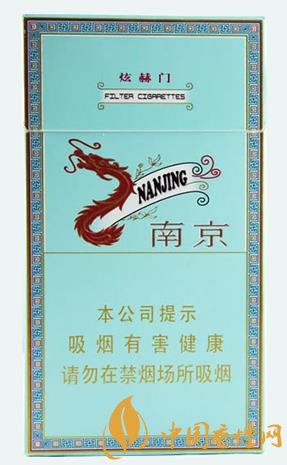 炫赫门
FILTER CIGARETTES
NANJING
南京
本公司提示
吸烟有害健康
请勿在禁烟场所吸烟